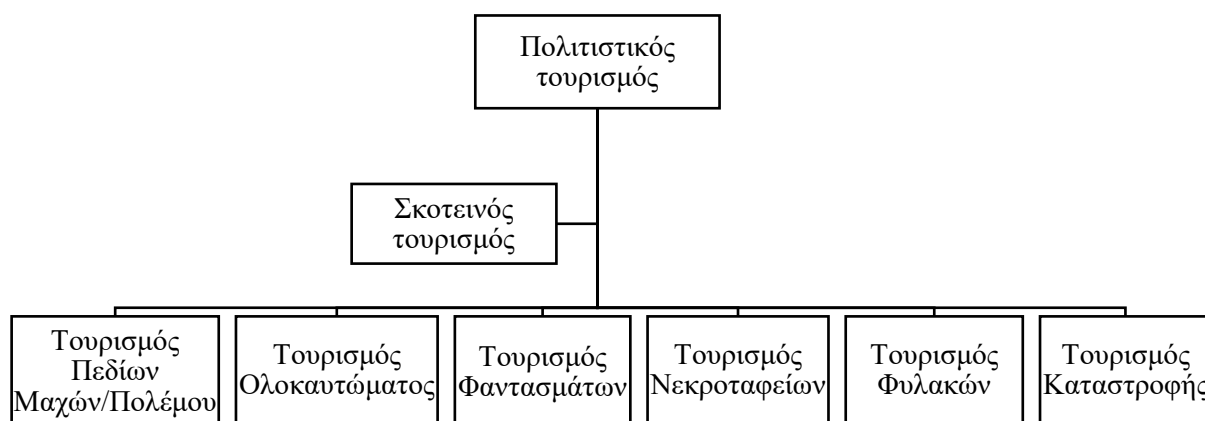 Πολιτιστικός
τουρισμός
Σκοτεινός
τουρισμός
Τουρισμός
Πεδίων
Μαχών/Πολέμου
Τουρισμός
Ολοκαυτώματος
Τουρισμός
Φαντασμάτων
Τουρισμός
Νεκροταφείων
Τουρισμός
Φυλακών
Τουρισμός
Καταστροφής